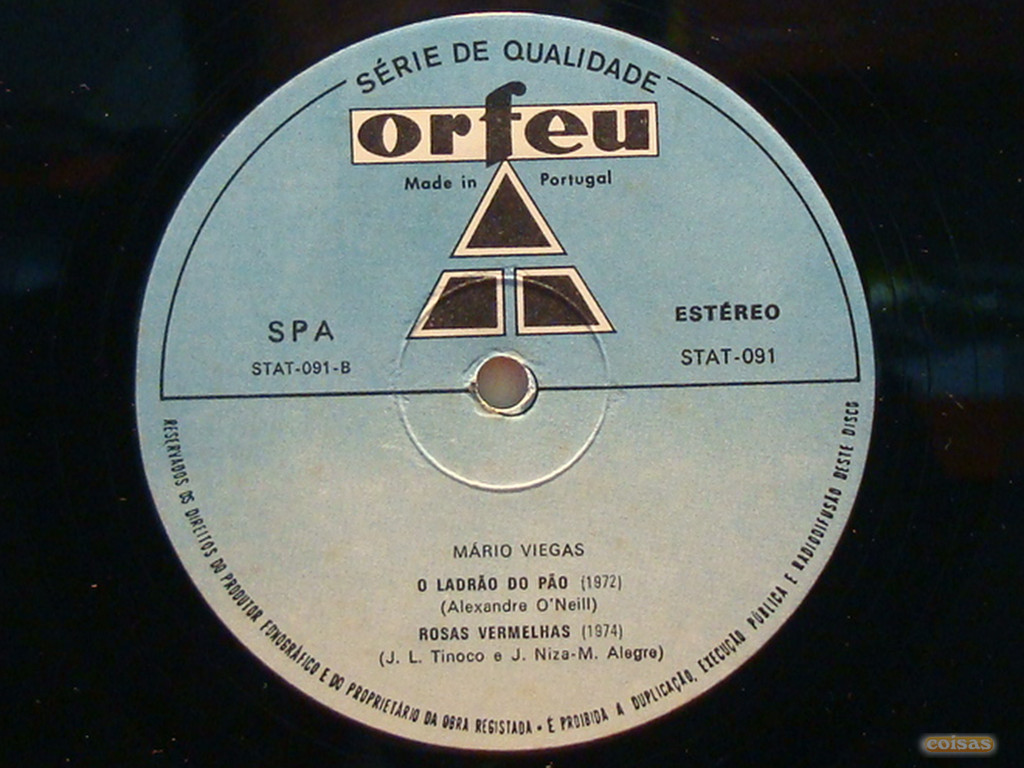 SÉRIE DE QUALIDADE
orfeu
Made in Portugal
SPA
STAT-091-B
ESTÉREO
STAT-091
MÁRIO VIEGAS
O LADRÃO DO PÃO (1972)
(Alexandre O'Neill)
ROSAS VERMELHAS (1974)
(J. L. Tinoco e J. Niza-M. Alegre)
RESERVADOS OS DIREITOS DO PRODUTOR FONOGRÁFICO E DO PROPRIETÁRIO DA OBRA REGISTADA - É PROIBIDA A DUPLICAÇÃO, EXECUÇÃO PÚBLICA E RADIODIFUSÃO DESTE DISCO
coisas